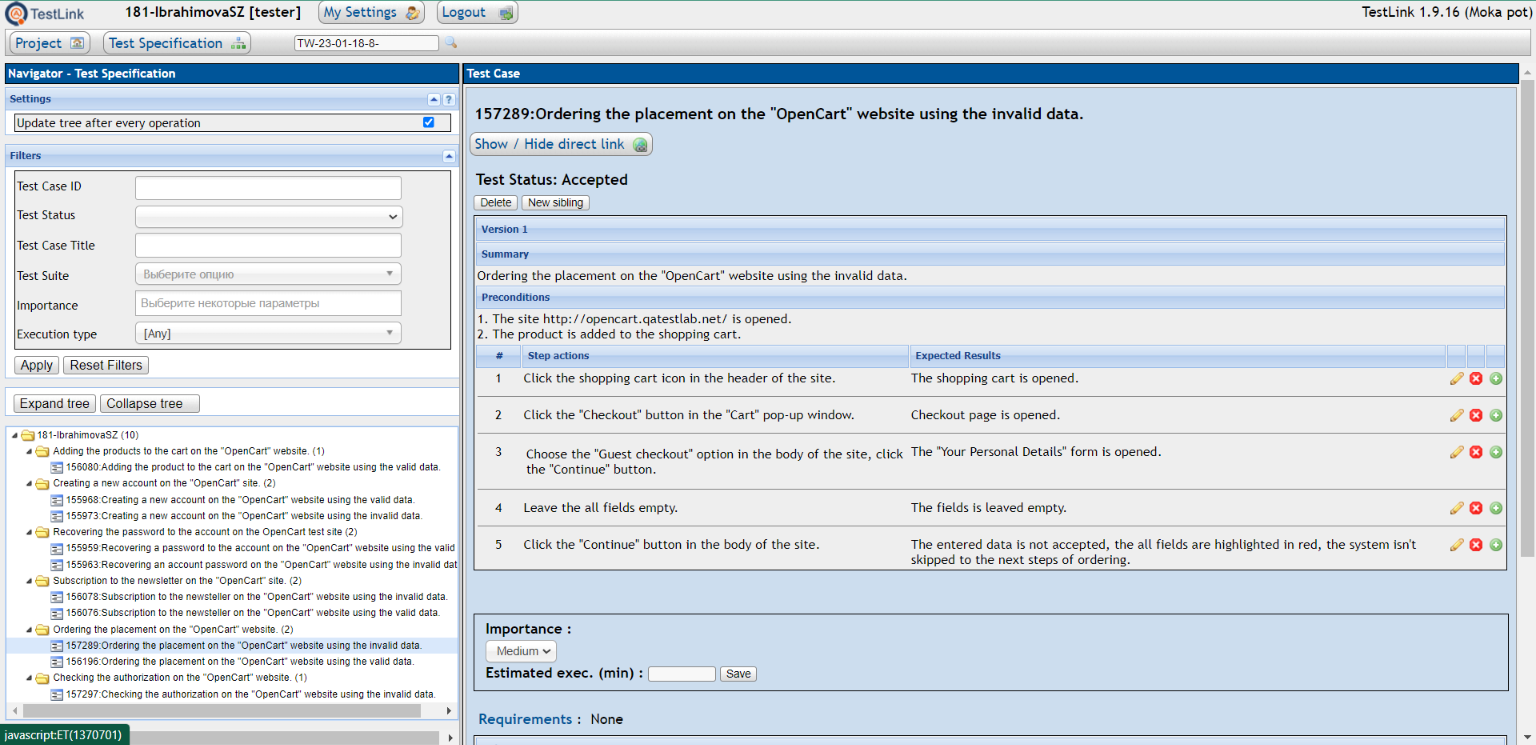 TestLink 181-IbrahimovaSZ [tester] My Settings Logout TestLink 1.9.16 (Moka pot)
Project Test Specification TW-23-01-18-8-
Navigator - Test Specification
Settings ?
Update tree after every operation
Filters
Test Case ID
Test Status
Test Case Title
Test Suite Выберите опцию
Importance Выберите некоторые параметры
Execution type [Any]
Apply Reset Filters
Expand tree Collapse tree
181-IbrahimovaSZ (10)
Adding the products to the cart on the "OpenCart" website. (1)
156080:Adding the product to the cart on the "OpenCart" website using the valid data.
Creating a new account on the "OpenCart" site. (2)
155968:Creating a new account on the "OpenCart" website using the valid data.
155973:Creating a new account on the "OpenCart" website using the invalid data.
Recovering the password to the account on the OpenCart test site (2)
155959:Recovering a password to the account on the "OpenCart" website using the valid
155963:Recovering an account password on the "OpenCart" website using the invalid dat
Subscription to the newsletter on the "OpenCart" site. (2)
156078:Subscription to the newsteller on the "OpenCart" website using the invalid data.
156076:Subscription to the newsteller on the "OpenCart" website using the valid data.
Ordering the placement on the "OpenCart" website. (2)
157289:Ordering the placement on the "OpenCart" website using the invalid data.
156196:Ordering the placement on the "OpenCart" website using the valid data.
Checking the authorization on the "OpenCart" website. (1)
157297:Checking the authorization on the "OpenCart" website using the invalid data.
javascript:ET(1370701)
Test Case
157289:Ordering the placement on the "OpenCart" website using the invalid data.
Show / Hide direct link
Test Status: Accepted
Delete New sibling
Version 1
Summary
Ordering the placement on the "OpenCart" website using the invalid data.
Preconditions
1. The site http://opencart.qatestlab.net/ is opened.
2. The product is added to the shopping cart.
# Step actions Expected Results
1 Click the shopping cart icon in the header of the site. The shopping cart is opened.
2 Click the "Checkout" button in the "Cart" pop-up window. Checkout page is opened.
3 Choose the "Guest checkout" option in the body of the site, click The "Your Personal Details" form is opened.
the "Continue" button.
4 Leave the all fields empty. The fields is leaved empty.
5 Click the "Continue" button in the body of the site. The entered data is not accepted, the all fields are highlighted in red, the system isn't
skipped to the next steps of ordering.
Importance :
Medium
Estimated exec. (min) : Save
Requirements : None